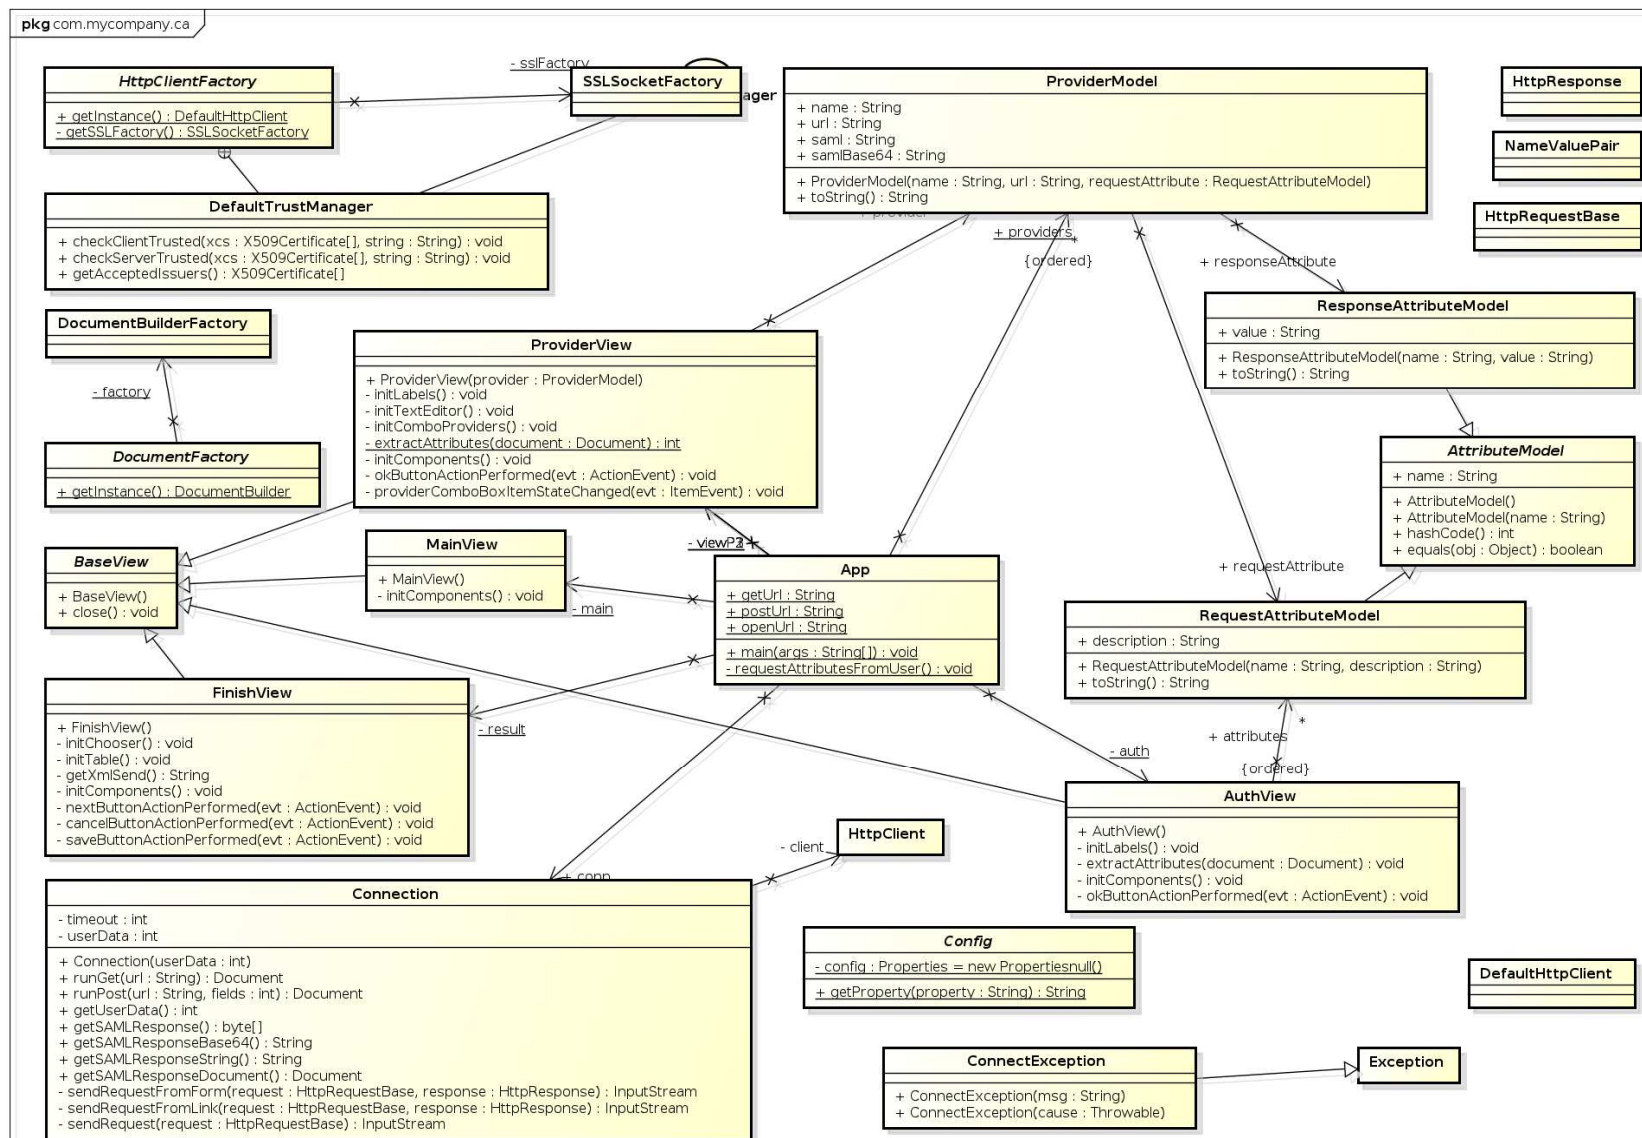 pkg com.mycompany.ca
HttpClientFactory
+ getInstance() : DefaultHttpClient
- getSSLFactory() : SSLSocketFactory
- sslFactory
SSLSocketFactory
ager
ProviderModel
+ name : String
+ url : String
+ saml : String
+ samlBase64 : String
+ ProviderModel(name : String, url : String, requestAttribute : RequestAttributeModel)
+ toString() : String
HttpResponse
NameValuePair
HttpRequestBase
DefaultTrustManager
+ checkClientTrusted(xcs : X509Certificate[], string : String) : void
+ checkServerTrusted(xcs : X509Certificate[], string : String) : void
+ getAcceptedIssuers() : X509Certificate[]
+ provider
+ providers
*
{ordered}
+ responseAttribute
ResponseAttributeModel
+ value : String
+ ResponseAttributeModel(name : String, value : String)
+ toString() : String
DocumentBuilderFactory
- factory
DocumentFactory
+ getInstance() : DocumentBuilder
ProviderView
+ ProviderView(provider : ProviderModel)
- initLabels() : void
- initTextEditor() : void
- initComboProviders() : void
- extractAttributes(document : Document) : int
- initComponents() : void
- okButtonActionPerformed(evt : ActionEvent) : void
- providerComboBoxItemStateChanged(evt : ItemEvent) : void
AttributeModel
+ name : String
+ AttributeModel()
+ AttributeModel(name : String)
+ hashCode() : int
+ equals(obj : Object) : boolean
BaseView
+ BaseView()
+ close() : void
MainView
+ MainView()
- initComponents() : void
- main
App
+ getUrl : String
+ postUrl : String
+ openUrl : String
+ main(args : String[]) : void
- requestAttributesFromUser() : void
+ requestAttribute
RequestAttributeModel
+ description : String
+ RequestAttributeModel(name : String, description : String)
+ toString() : String
FinishView
+ FinishView()
- initChooser() : void
- initTable() : void
- getXmlSend() : String
- initComponents() : void
- nextButtonActionPerformed(evt : ActionEvent) : void
- cancelButtonActionPerformed(evt : ActionEvent) : void
- saveButtonActionPerformed(evt : ActionEvent) : void
- result
- auth
*
+ attributes
{ordered}
AuthView
+ AuthView()
- initLabels() : void
- extractAttributes(document : Document) : void
- initComponents() : void
- okButtonActionPerformed(evt : ActionEvent) : void
HttpClient
- client
+ conn
Connection
- timeout : int
- userData : int
+ Connection(userData : int)
+ runGet(url : String) : Document
+ runPost(url : String, fields : int) : Document
+ getUserData() : int
+ getSAMLResponse() : byte[]
+ getSAMLResponseBase64() : String
+ getSAMLResponseString() : String
+ getSAMLResponseDocument() : Document
- sendRequestFromForm(request : HttpRequestBase, response : HttpResponse) : InputStream
- sendRequestFromLink(request : HttpRequestBase, response : HttpResponse) : InputStream
- sendRequest(request : HttpRequestBase) : InputStream
Config
- config : Properties = new Propertiesnull()
+ getProperty(property : String) : String
DefaultHttpClient
ConnectException
+ ConnectException(msg : String)
+ ConnectException(cause : Throwable)
Exception